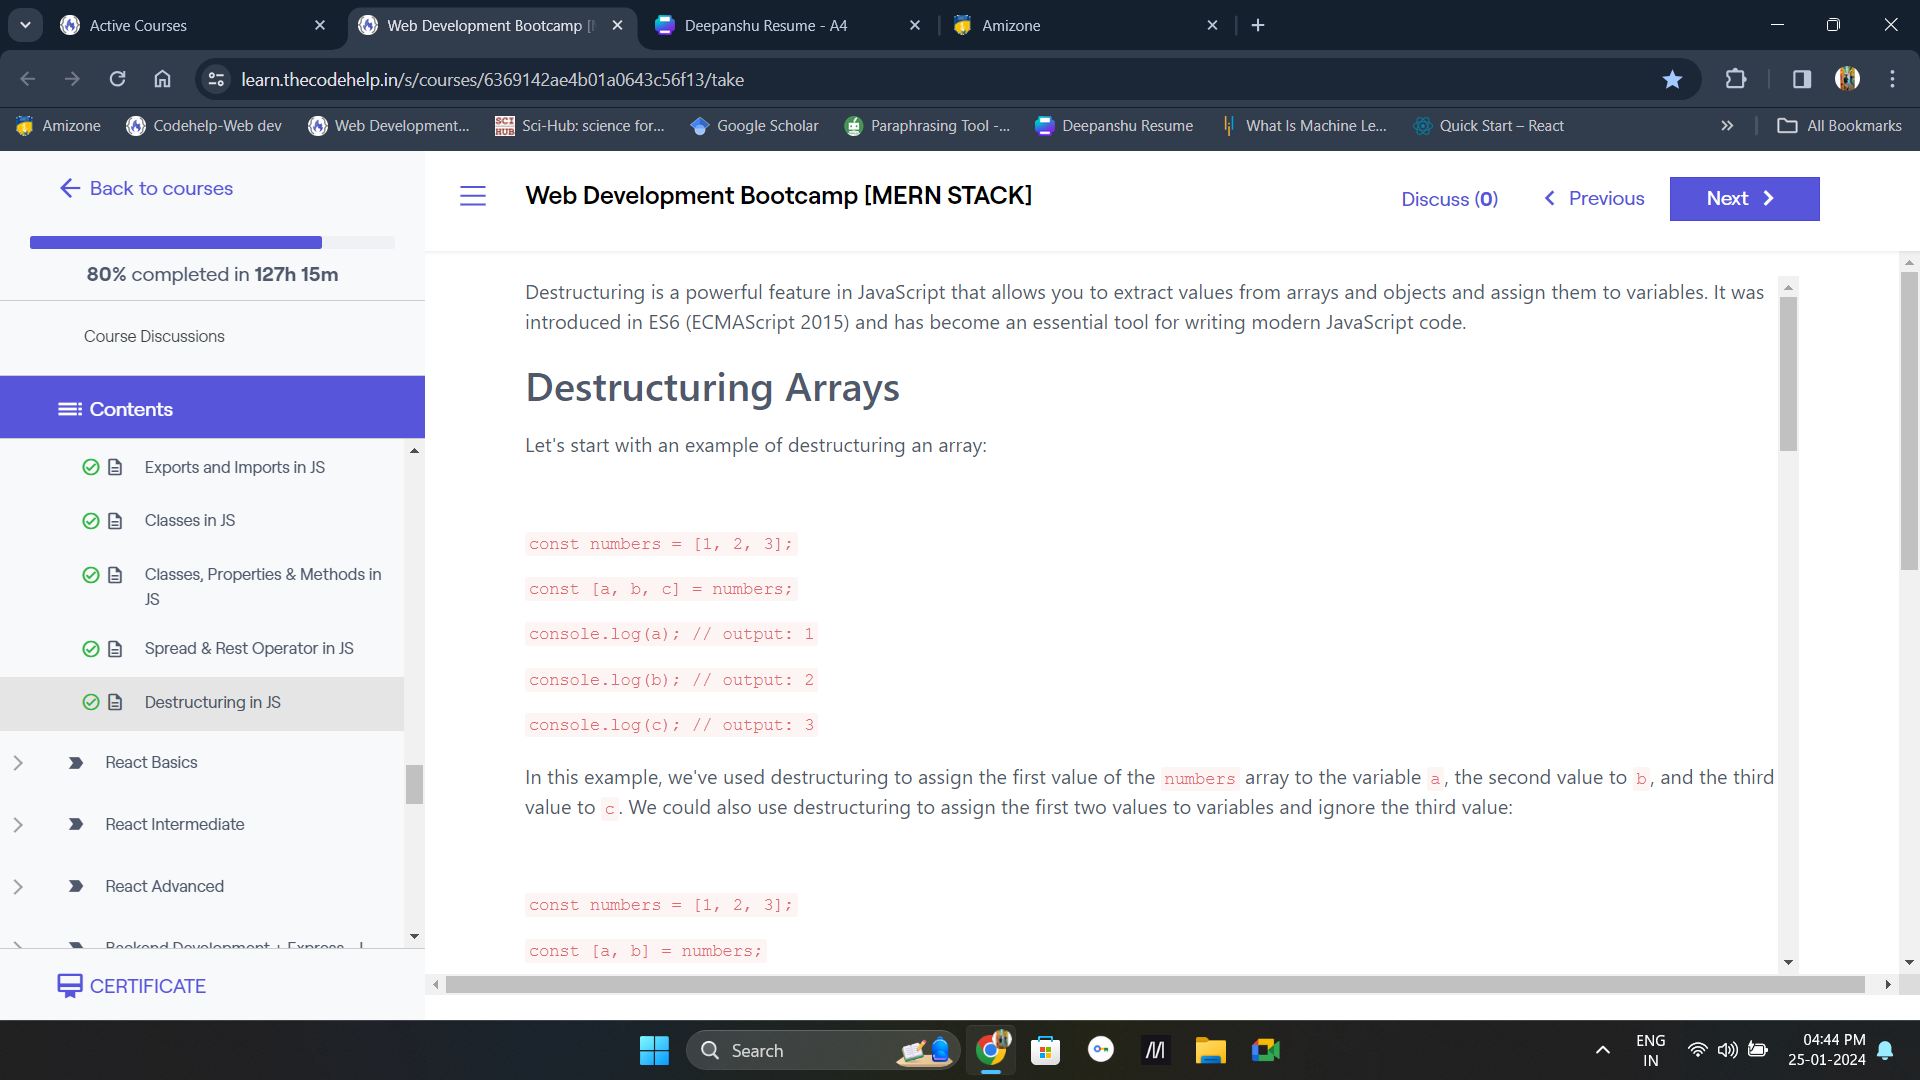 Active Courses
Web Development Bootcamp [
Deepanshu Resume - A4
Amizone
learn.thecodehelp.in/s/courses/6369142ae4b01a0643c56f13/take
Amizone
Codehelp-Web dev
Web Development...
SCI HUB
Sci-Hub: science for...
Google Scholar
Paraphrasing Tool -...
Deepanshu Resume
What Is Machine Le...
Quick Start – React
All Bookmarks
Back to courses
80% completed in 127h 15m
Course Discussions
Contents
Exports and Imports in JS
Classes in JS
Classes, Properties & Methods in
JS
Spread & Rest Operator in JS
Destructuring in JS
React Basics
React Intermediate
React Advanced
Backend Development + Express
CERTIFICATE
Web Development Bootcamp [MERN STACK]
Discuss (0)
Previous
Next
Destructuring is a powerful feature in JavaScript that allows you to extract values from arrays and objects and assign them to variables. It was
introduced in ES6 (ECMAScript 2015) and has become an essential tool for writing modern JavaScript code.
Destructuring Arrays
Let's start with an example of destructuring an array:
const numbers = [1, 2, 3];
const [a, b, c] = numbers;
console.log(a); // output: 1
console.log(b); // output: 2
console.log(c); // output: 3
In this example, we've used destructuring to assign the first value of the numbers array to the variable a, the second value to b, and the third
value to c. We could also use destructuring to assign the first two values to variables and ignore the third value:
const numbers = [1, 2, 3];
const [a, b] = numbers;
Search
ENG
IN
04:44 PM
25-01-2024